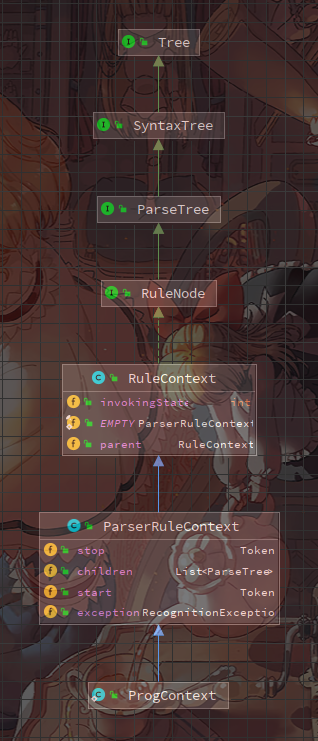 Tree
SyntaxTree
ParseTree
RuleNode
RuleContext
invokingState int
EMPTY ParserRuleContext
parent RuleContext
ParserRuleContext
stop Token
children List<ParseTree>
start Token
exception RecognitionExceptio
ProgContext